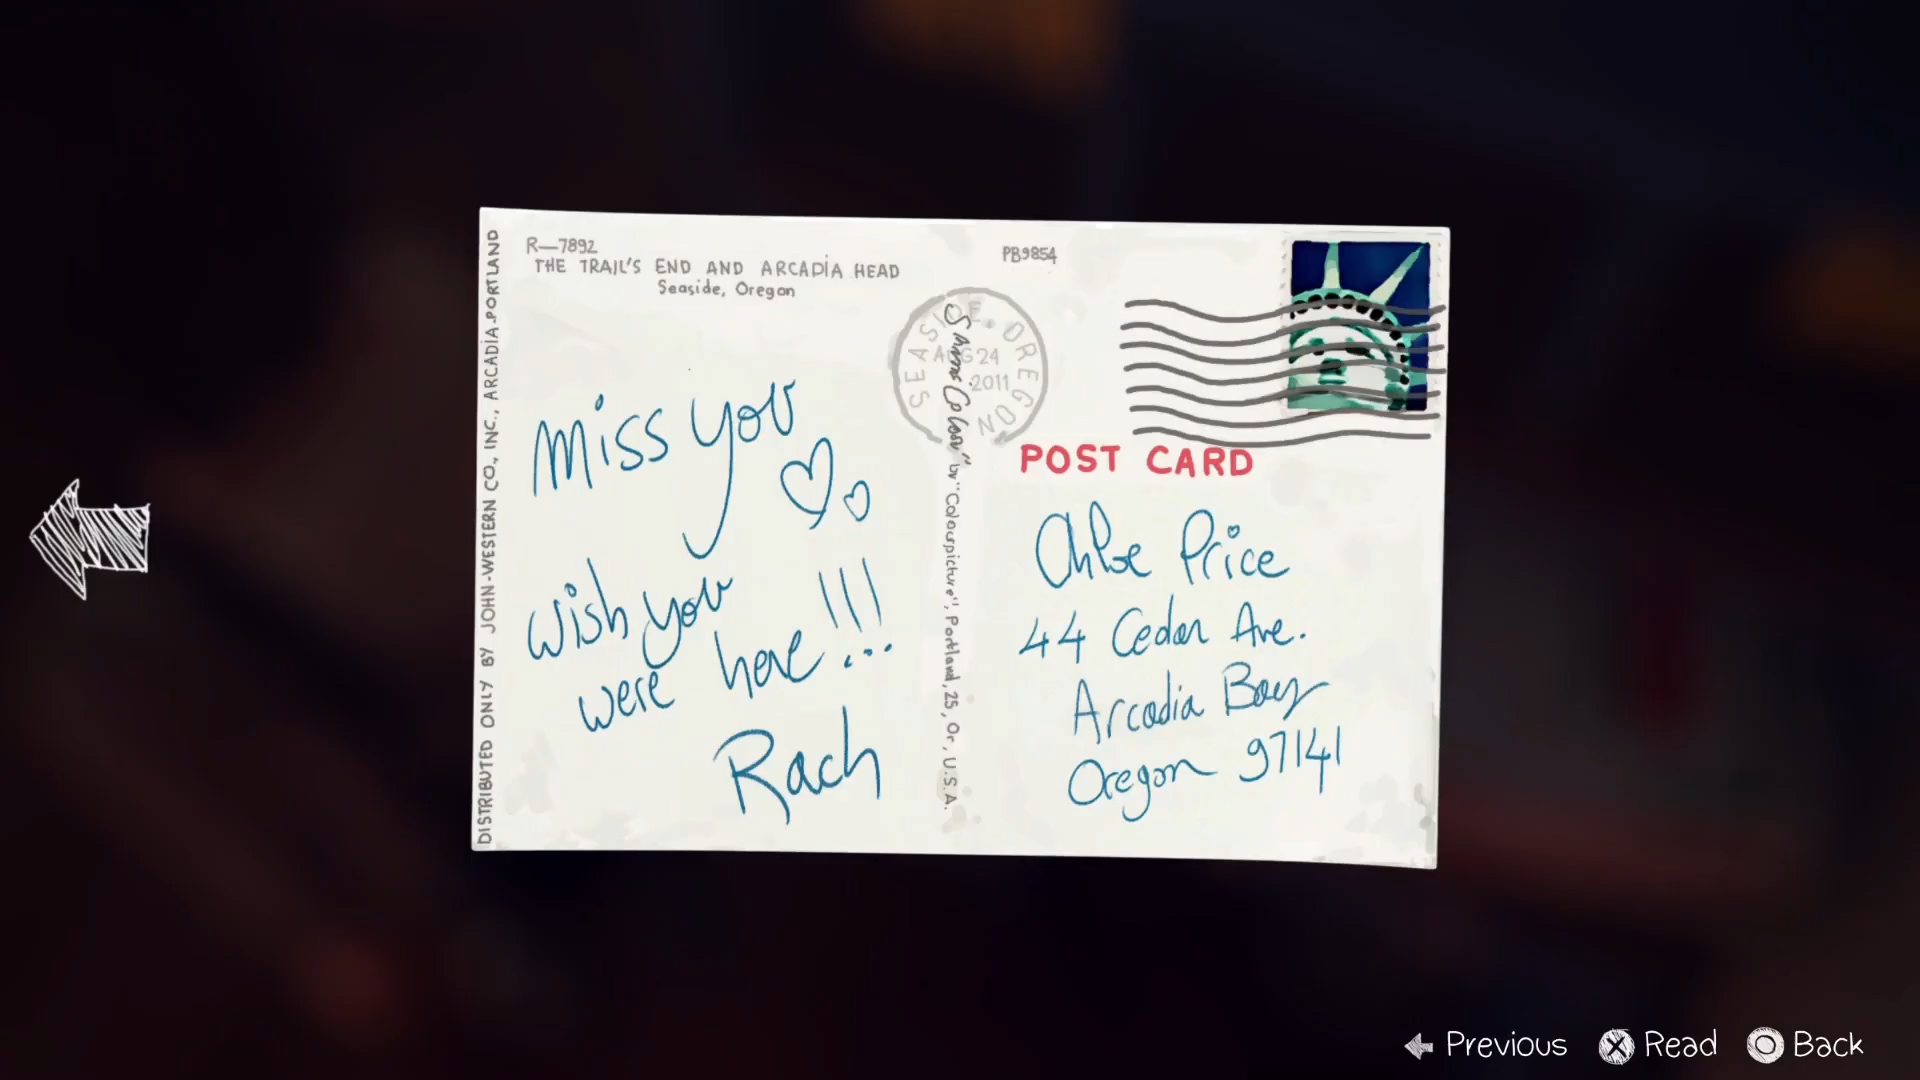 R—7892
THE TRAIL'S END AND ARCADIA HEAD
Seaside, Oregon
PB9854
DISTRIBUTED ONLY BY JOHN-WESTERN CO., INC., ARCADIA-PORTLAND
miss you
wish you
were here!!!
Rach
SEASIDE, OREGON
AUG 24
2011
by "Colourpicture", Portland, 25, Or, U.S.A.
POST CARD
Chloe Price
44 Cedar Ave.
Arcadia Bay
Oregon 97141
Previous
Read
Back